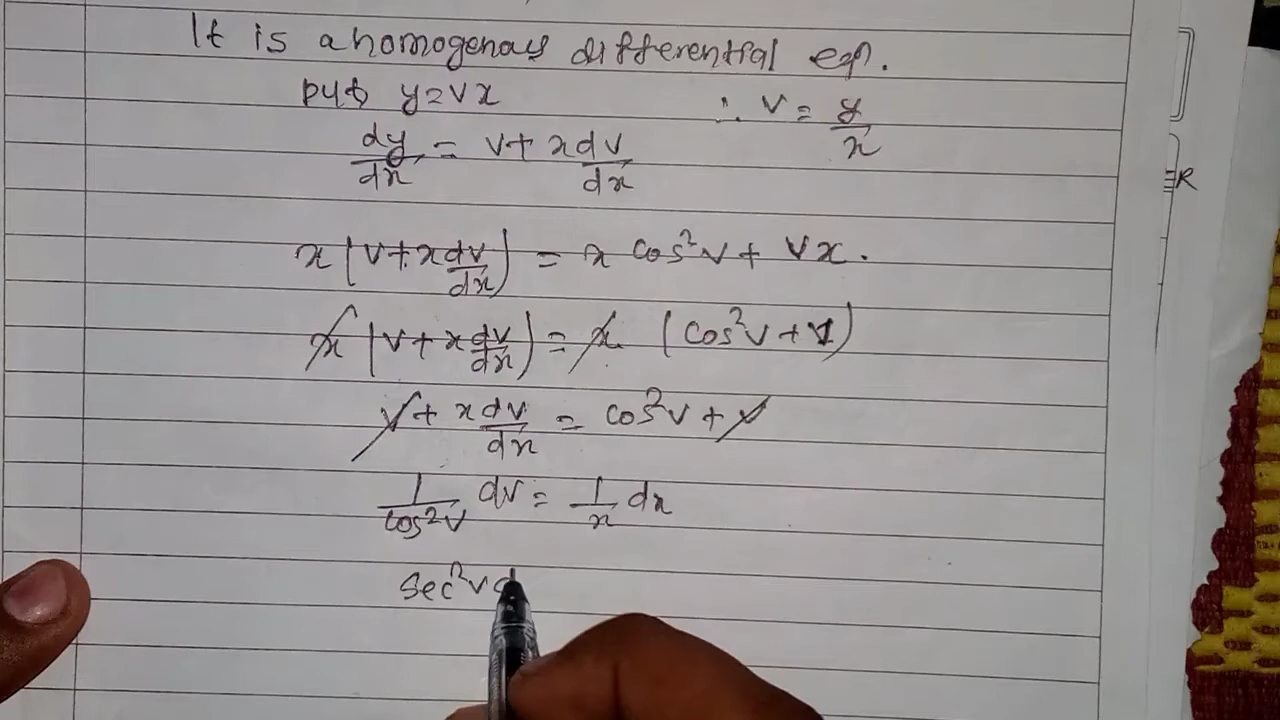 It is a homogenous differential eqn.
put y=vx ∴ v = y/x
dy/dx = v+ x dv/dx
x (v+x dv/dx) = x cos²v + vx.
x (v+x dv/dx) = x (cos²v + v)
v + x dv/dx = cos²v + v
1/cos²v dv = 1/x dx
sec²v d
R